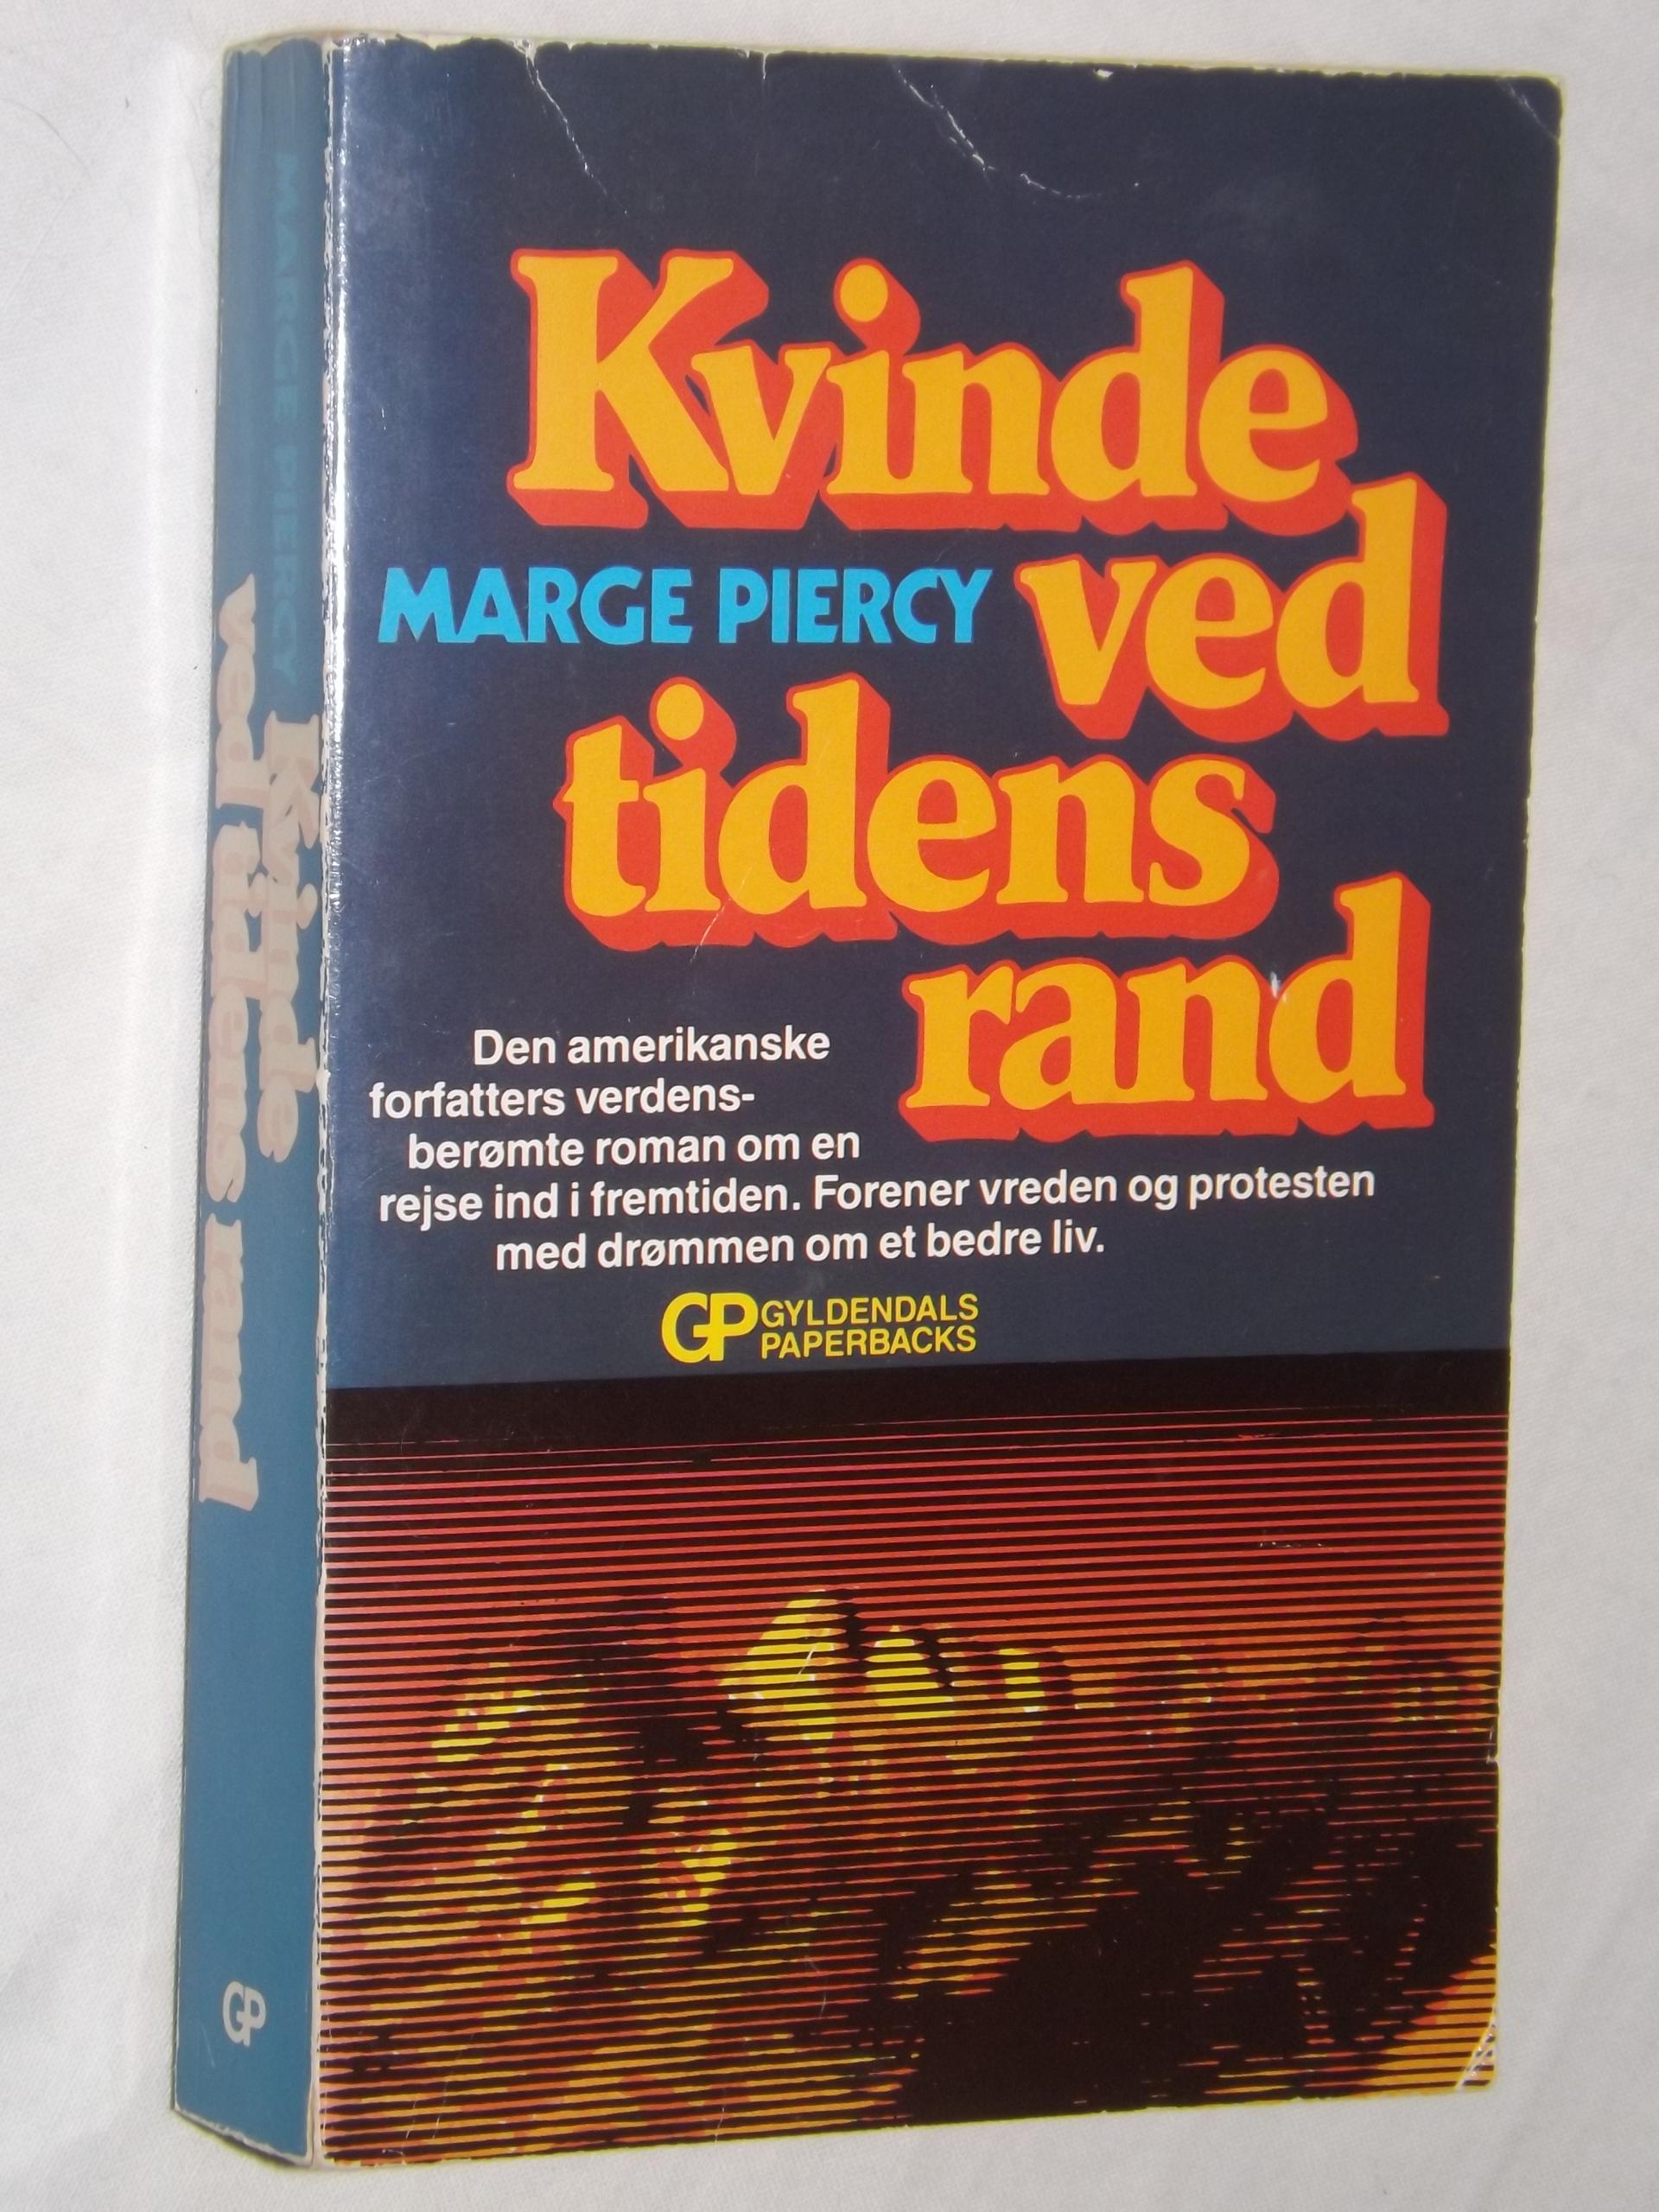 Kvinde
MARGE PIERCY ved
tidens
rand
Den amerikanske
forfatters verdens-
berømte roman om en
rejse ind i fremtiden. Forener vreden og protesten
med drømmen om et bedre liv.
GP GYLDENDALS
PAPERBACKS
MARGE PIERCY Kvinde
ved tidens rand
GP